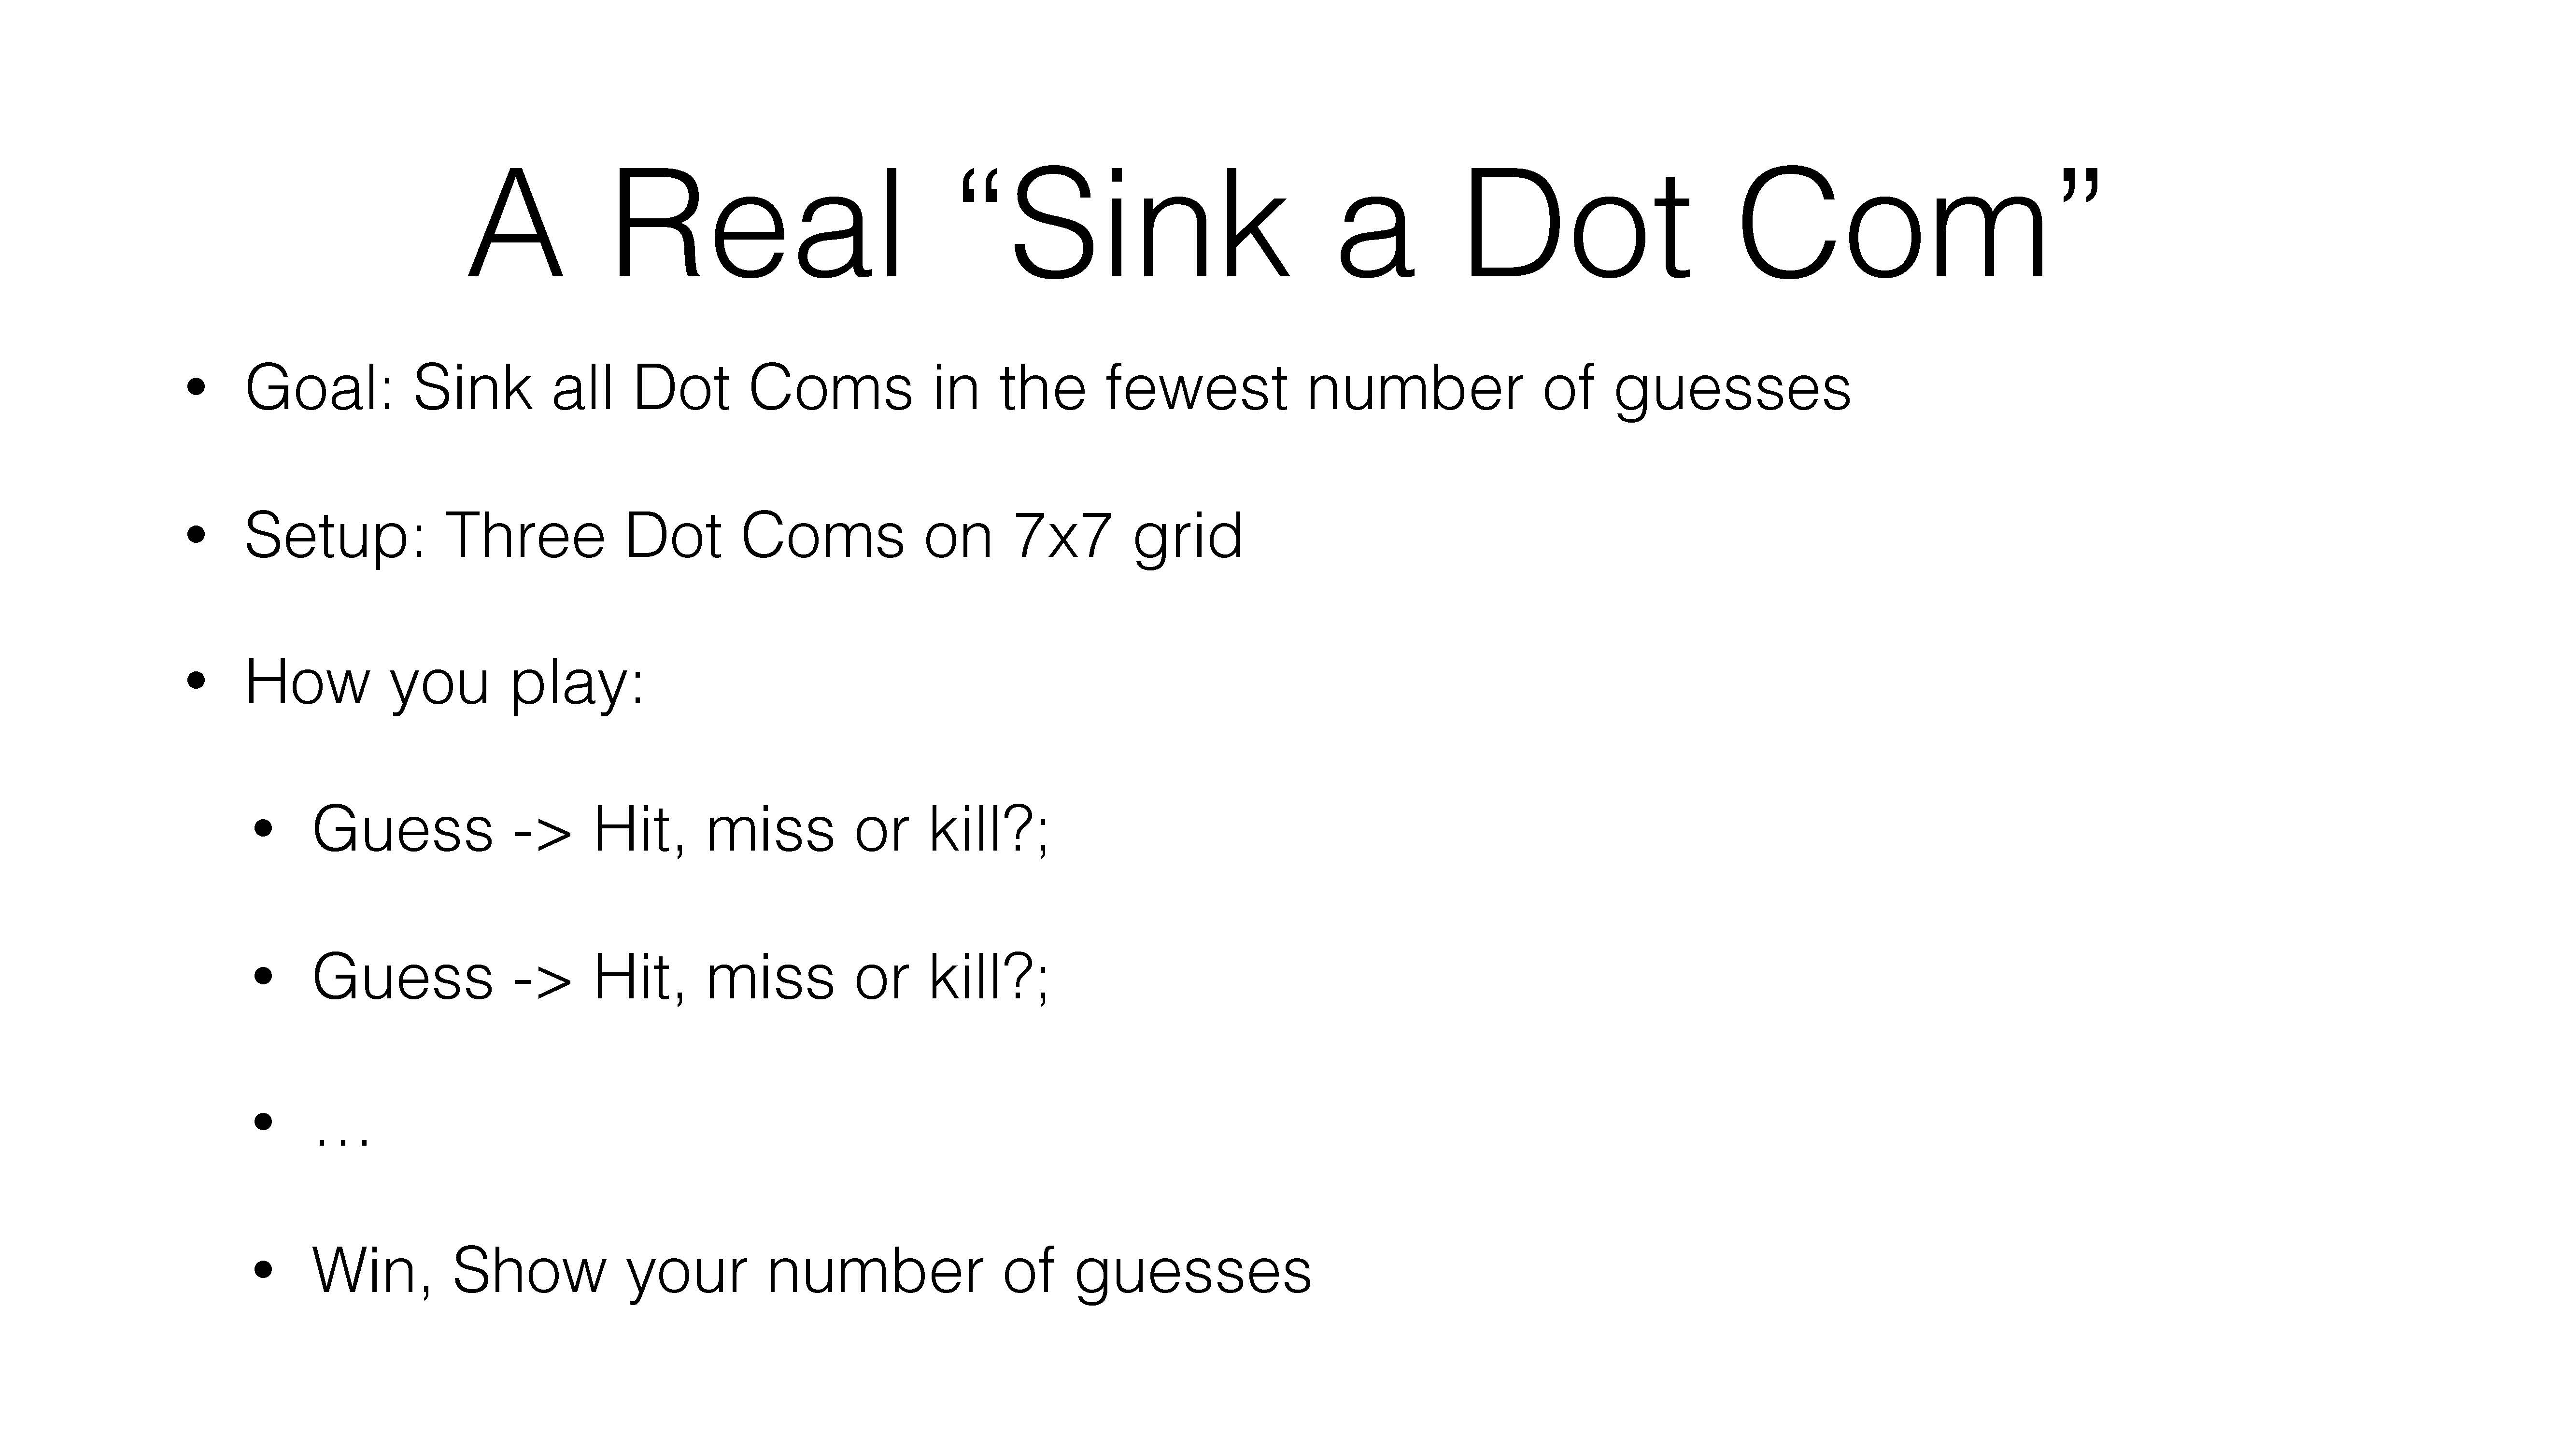 A Real “Sink a Dot Com”
• Goal: Sink all Dot Coms in the fewest number of guesses
• Setup: Three Dot Coms on 7x7 grid
• How you play:
• Guess -> Hit, miss or kill?;
• Guess -> Hit, miss or kill?;
• …
• Win, Show your number of guesses